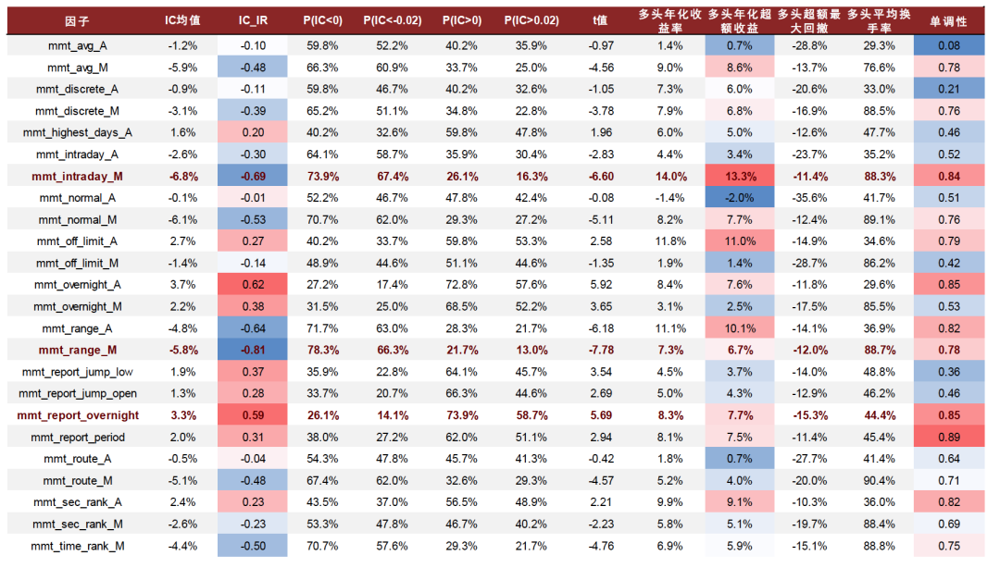 因子 IC均值 IC_IR P(IC<0) P(IC<-0.02) P(IC>0) P(IC>0.02) t值 多头年化收益率 多头年化超额收益 多头超额最大回撤 多头平均换手率 单调性
mmt_avg_A -1.2% -0.10 59.8% 52.2% 40.2% 35.9% -0.97 1.4% 0.7% -28.8% 29.3% 0.08
mmt_avg_M -5.9% -0.48 66.3% 60.9% 33.7% 25.0% -4.56 9.0% 8.6% -13.7% 76.6% 0.78
mmt_discrete_A -0.9% -0.11 59.8% 46.7% 40.2% 32.6% -1.05 7.3% 6.0% -20.6% 33.0% 0.21
mmt_discrete_M -3.1% -0.39 65.2% 51.1% 34.8% 22.8% -3.78 7.9% 6.8% -16.9% 88.5% 0.76
mmt_highest_days_A 1.6% 0.20 40.2% 32.6% 59.8% 47.8% 1.96 6.0% 5.0% -12.6% 47.7% 0.46
mmt_intraday_A -2.6% -0.30 64.1% 58.7% 35.9% 30.4% -2.83 4.4% 3.4% -23.7% 35.2% 0.52
mmt_intraday_M -6.8% -0.69 73.9% 67.4% 26.1% 16.3% -6.60 14.0% 13.3% -11.4% 88.3% 0.84
mmt_normal_A -0.1% -0.01 52.2% 46.7% 47.8% 42.4% -0.08 -1.4% -2.0% -35.6% 41.7% 0.51
mmt_normal_M -6.1% -0.53 70.7% 62.0% 29.3% 27.2% -5.11 8.2% 7.7% -12.4% 89.1% 0.76
mmt_off_limit_A 2.7% 0.27 40.2% 33.7% 59.8% 53.3% 2.58 11.8% 11.0% -14.9% 34.6% 0.79
mmt_off_limit_M -1.4% -0.14 48.9% 44.6% 51.1% 44.6% -1.35 1.9% 1.4% -28.7% 86.2% 0.42
mmt_overnight_A 3.7% 0.62 27.2% 17.4% 72.8% 57.6% 5.92 8.4% 7.6% -11.8% 29.6% 0.85
mmt_overnight_M 2.2% 0.38 31.5% 25.0% 68.5% 52.2% 3.65 3.1% 2.5% -17.5% 85.5% 0.53
mmt_range_A -4.8% -0.64 71.7% 63.0% 28.3% 21.7% -6.18 11.1% 10.1% -14.1% 36.9% 0.82
mmt_range_M -5.8% -0.81 78.3% 66.3% 21.7% 13.0% -7.78 7.3% 6.7% -12.0% 88.7% 0.78
mmt_report_jump_low 1.9% 0.37 35.9% 22.8% 64.1% 45.7% 3.54 4.5% 3.7% -14.0% 48.8% 0.36
mmt_report_jump_open 1.3% 0.28 33.7% 20.7% 66.3% 44.6% 2.69 5.0% 4.3% -12.9% 46.2% 0.46
mmt_report_overnight 3.3% 0.59 26.1% 14.1% 73.9% 58.7% 5.69 8.3% 7.7% -15.3% 44.4% 0.85
mmt_report_period 2.0% 0.31 38.0% 27.2% 62.0% 51.1% 2.94 8.1% 7.5% -11.4% 45.4% 0.89
mmt_route_A -0.5% -0.04 54.3% 47.8% 45.7% 41.3% -0.42 1.8% 0.7% -27.7% 41.4% 0.64
mmt_route_M -5.1% -0.48 67.4% 62.0% 32.6% 29.3% -4.57 5.2% 4.0% -20.0% 90.4% 0.71
mmt_sec_rank_A 2.4% 0.23 43.5% 37.0% 56.5% 48.9% 2.21 9.9% 9.1% -10.3% 36.0% 0.82
mmt_sec_rank_M -2.6% -0.23 53.3% 47.8% 46.7% 40.2% -2.23 5.8% 5.1% -19.7% 88.4% 0.69
mmt_time_rank_M -4.4% -0.50 70.7% 57.6% 29.3% 21.7% -4.76 6.9% 5.9% -15.1% 88.8% 0.75